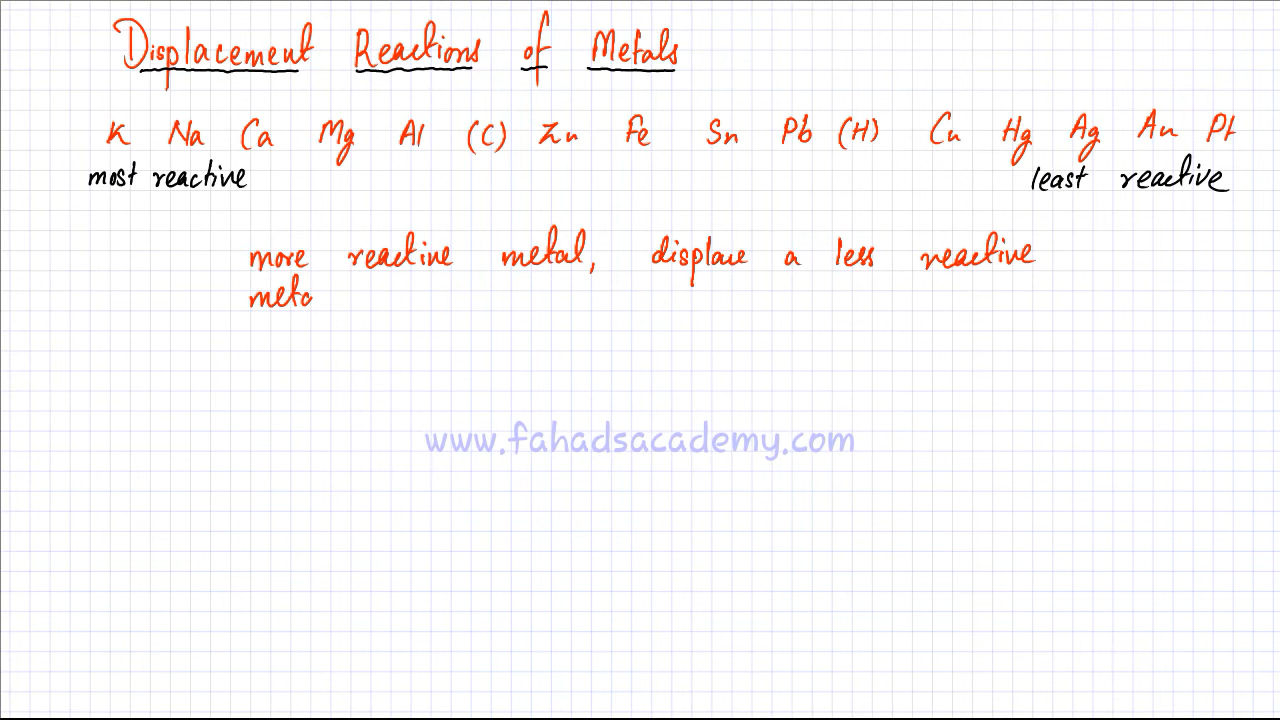 Displacement Reactions of Metals
K Na Ca Mg Al (C) Zn Fe Sn Pb (H) Cu Hg Ag Au Pt
most reactive least reactive
more reactive metal, displace a less reactive
meta
www.fahadsacademy.com